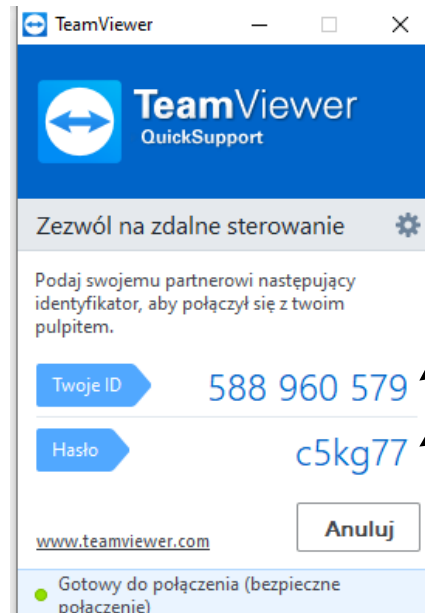 TeamViewer
TeamViewer
QuickSupport
Zezwól na zdalne sterowanie
Podaj swojemu partnerowi następujący
identyfikator, aby połączył się z twoim
pulpitem.
Twoje ID 588 960 579
Hasło c5kg77
www.teamviewer.com Anuluj
Gotowy do połączenia (bezpieczne
połączenie)